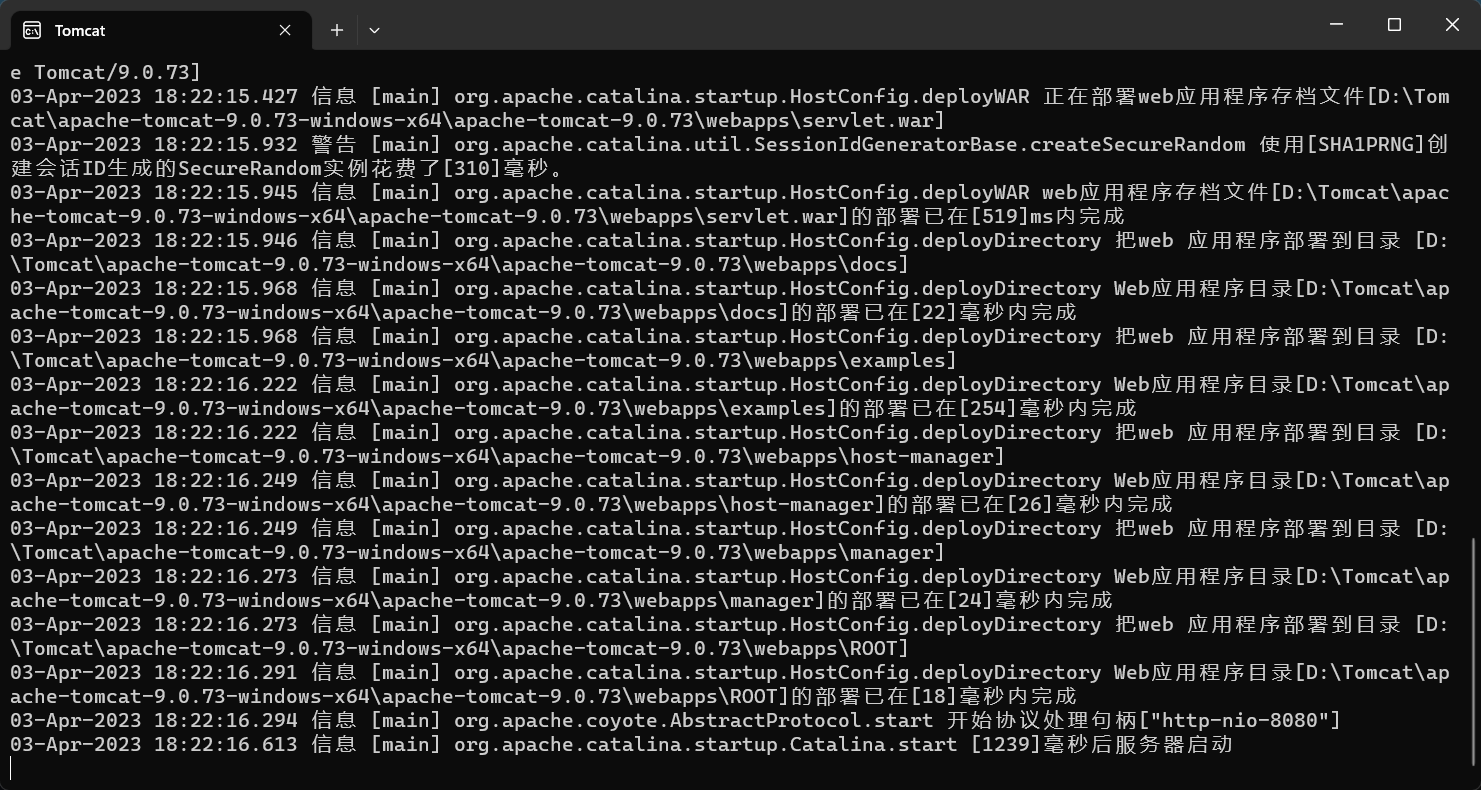 Tomcat
e Tomcat/9.0.73]
03-Apr-2023 18:22:15.427 信息 [main] org.apache.catalina.startup.HostConfig.deployWAR 正在部署web应用程序存档文件[D:\Tom
cat\apache-tomcat-9.0.73-windows-x64\apache-tomcat-9.0.73\webapps\servlet.war]
03-Apr-2023 18:22:15.932 警告 [main] org.apache.catalina.util.SessionIdGeneratorBase.createSecureRandom 使用[SHA1PRNG]创
建会话ID生成的SecureRandom实例花费了[310]毫秒。
03-Apr-2023 18:22:15.945 信息 [main] org.apache.catalina.startup.HostConfig.deployWAR web应用程序存档文件[D:\Tomcat\apac
he-tomcat-9.0.73-windows-x64\apache-tomcat-9.0.73\webapps\servlet.war]的部署已在[519]ms内完成
03-Apr-2023 18:22:15.946 信息 [main] org.apache.catalina.startup.HostConfig.deployDirectory 把web 应用程序部署到目录 [D:
\Tomcat\apache-tomcat-9.0.73-windows-x64\apache-tomcat-9.0.73\webapps\docs]
03-Apr-2023 18:22:15.968 信息 [main] org.apache.catalina.startup.HostConfig.deployDirectory Web应用程序目录[D:\Tomcat\ap
ache-tomcat-9.0.73-windows-x64\apache-tomcat-9.0.73\webapps\docs]的部署已在[22]毫秒内完成
03-Apr-2023 18:22:15.968 信息 [main] org.apache.catalina.startup.HostConfig.deployDirectory 把web 应用程序部署到目录 [D:
\Tomcat\apache-tomcat-9.0.73-windows-x64\apache-tomcat-9.0.73\webapps\examples]
03-Apr-2023 18:22:16.222 信息 [main] org.apache.catalina.startup.HostConfig.deployDirectory Web应用程序目录[D:\Tomcat\ap
ache-tomcat-9.0.73-windows-x64\apache-tomcat-9.0.73\webapps\examples]的部署已在[254]毫秒内完成
03-Apr-2023 18:22:16.222 信息 [main] org.apache.catalina.startup.HostConfig.deployDirectory 把web 应用程序部署到目录 [D:
\Tomcat\apache-tomcat-9.0.73-windows-x64\apache-tomcat-9.0.73\webapps\host-manager]
03-Apr-2023 18:22:16.249 信息 [main] org.apache.catalina.startup.HostConfig.deployDirectory Web应用程序目录[D:\Tomcat\ap
ache-tomcat-9.0.73-windows-x64\apache-tomcat-9.0.73\webapps\host-manager]的部署已在[26]毫秒内完成
03-Apr-2023 18:22:16.249 信息 [main] org.apache.catalina.startup.HostConfig.deployDirectory 把web 应用程序部署到目录 [D:
\Tomcat\apache-tomcat-9.0.73-windows-x64\apache-tomcat-9.0.73\webapps\manager]
03-Apr-2023 18:22:16.273 信息 [main] org.apache.catalina.startup.HostConfig.deployDirectory Web应用程序目录[D:\Tomcat\ap
ache-tomcat-9.0.73-windows-x64\apache-tomcat-9.0.73\webapps\manager]的部署已在[24]毫秒内完成
03-Apr-2023 18:22:16.273 信息 [main] org.apache.catalina.startup.HostConfig.deployDirectory 把web 应用程序部署到目录 [D:
\Tomcat\apache-tomcat-9.0.73-windows-x64\apache-tomcat-9.0.73\webapps\ROOT]
03-Apr-2023 18:22:16.291 信息 [main] org.apache.catalina.startup.HostConfig.deployDirectory Web应用程序目录[D:\Tomcat\ap
ache-tomcat-9.0.73-windows-x64\apache-tomcat-9.0.73\webapps\ROOT]的部署已在[18]毫秒内完成
03-Apr-2023 18:22:16.294 信息 [main] org.apache.coyote.AbstractProtocol.start 开始协议处理句柄["http-nio-8080"]
03-Apr-2023 18:22:16.613 信息 [main] org.apache.catalina.startup.Catalina.start [1239]毫秒后服务器启动